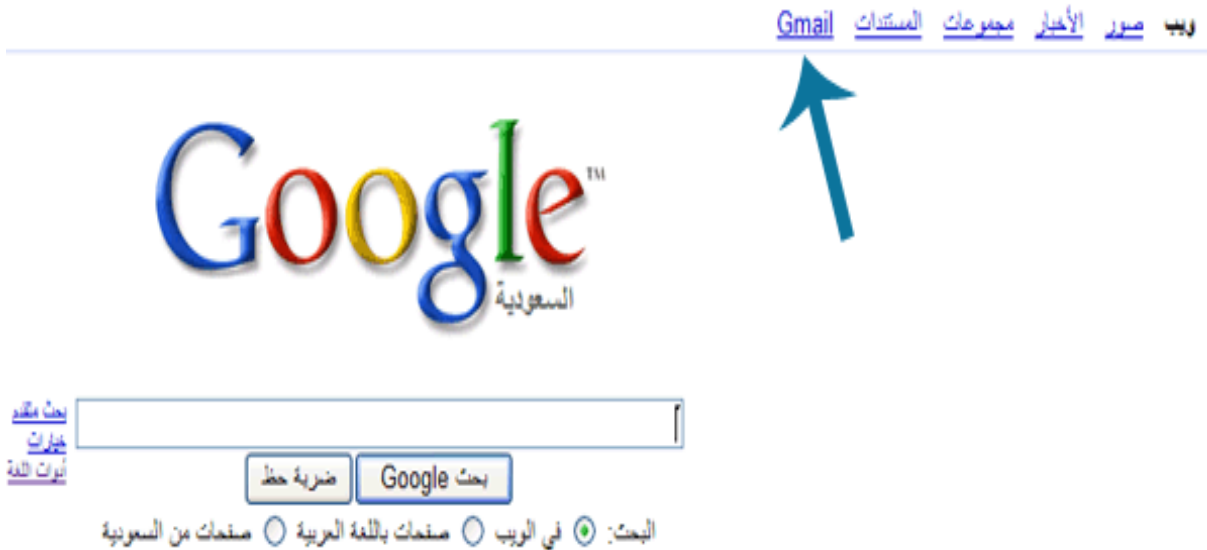 ويب صور الأخبار مجموعات المستندات Gmail
Google™
السعودية
بحث متقدم
خيارات
أدوات اللغة
بحث Google ضربة حظ
البحث: في الويب صفحات باللغة العربية صفحات من السعودية